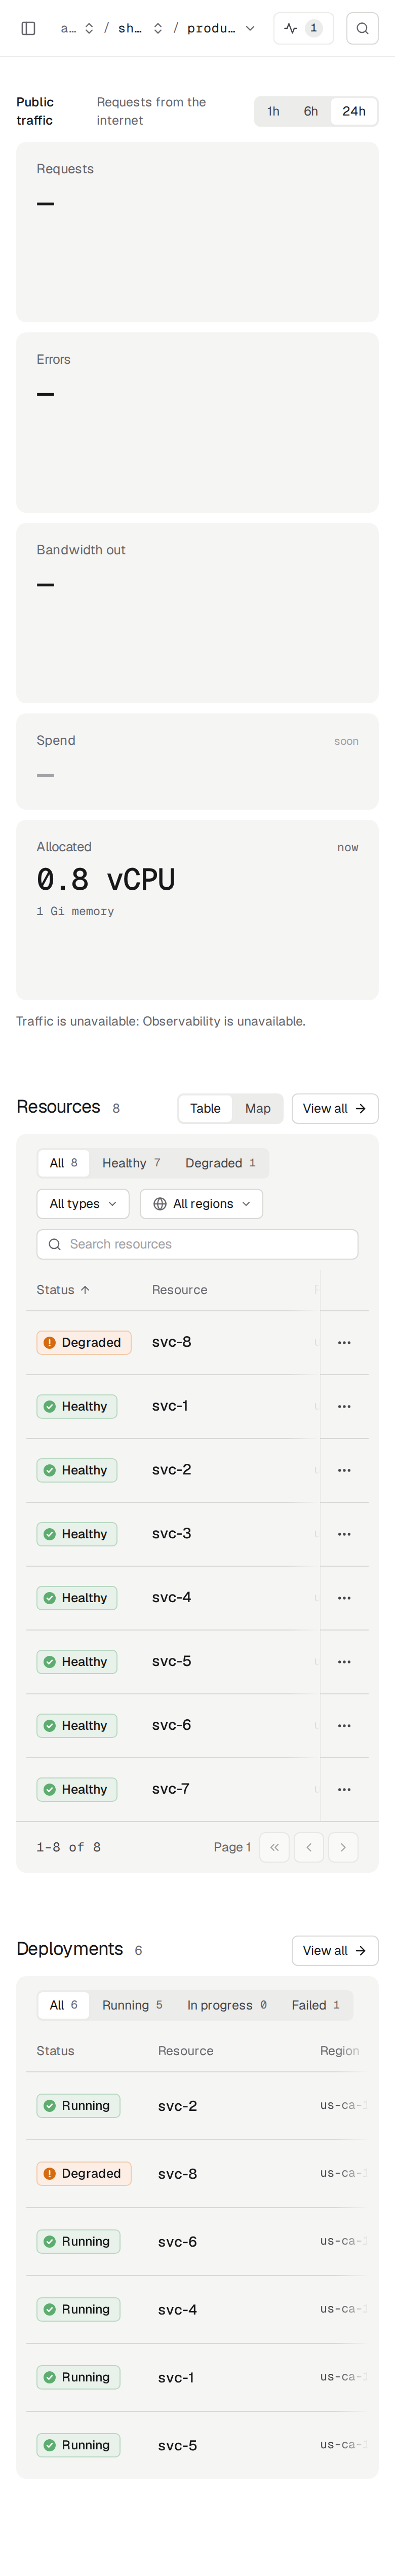 a… / sh… / produ… 1
Public traffic Requests from the internet 1h 6h 24h
Requests
—
Errors
—
Bandwidth out
—
Spend soon
—
Allocated now
0.8 vCPU
1 Gi memory
Traffic is unavailable: Observability is unavailable.
Resources 8 Table Map View all →
All 8 Healthy 7 Degraded 1
All types All regions
Search resources
Status ↑ Resource
Degraded svc-8 ···
Healthy svc-1 ···
Healthy svc-2 ···
Healthy svc-3 ···
Healthy svc-4 ···
Healthy svc-5 ···
Healthy svc-6 ···
Healthy svc-7 ···
1–8 of 8 Page 1
Deployments 6 View all →
All 6 Running 5 In progress 0 Failed 1
Status Resource Region
Running svc-2 us-ca-
Degraded svc-8 us-ca-
Running svc-6 us-ca-
Running svc-4 us-ca-
Running svc-1 us-ca-
Running svc-5 us-ca-